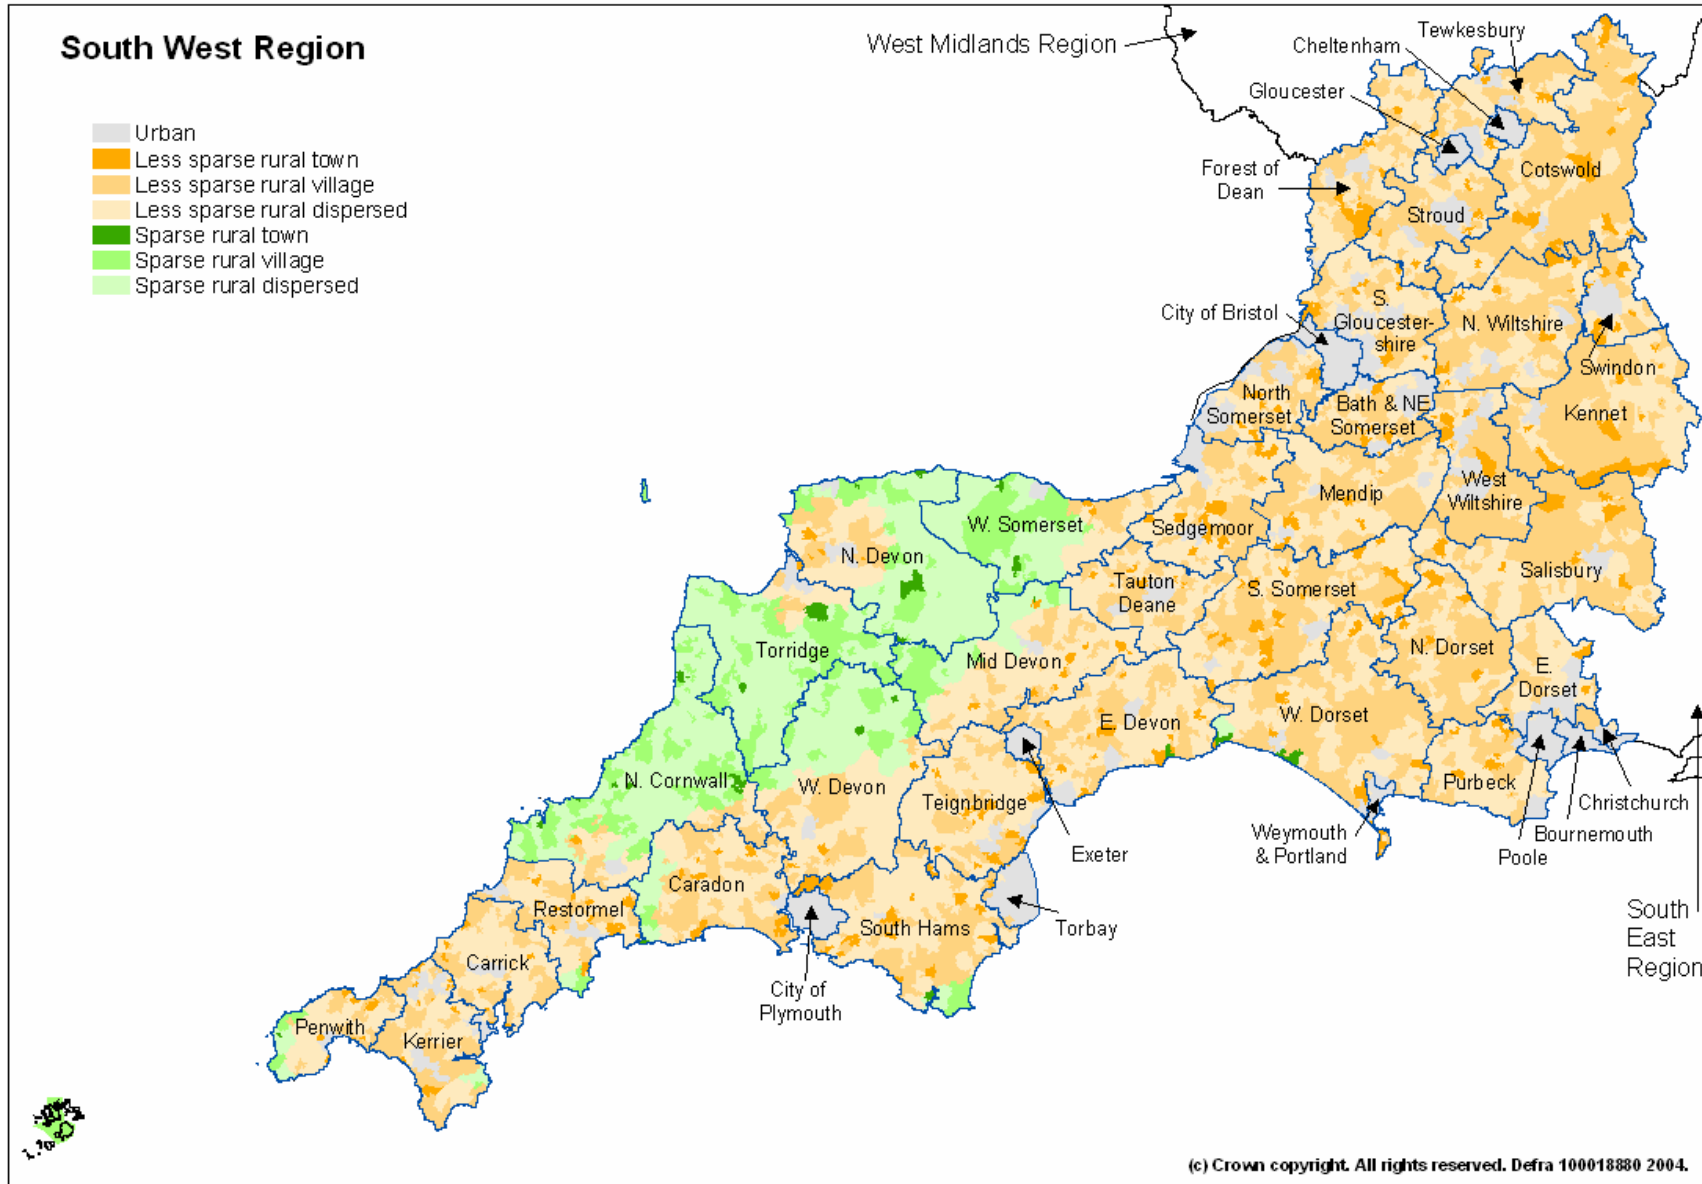 South West Region
Urban
Less sparse rural town
Less sparse rural village
Less sparse rural dispersed
Sparse rural town
Sparse rural village
Sparse rural dispersed
West Midlands Region
Tewkesbury
Cheltenham
Gloucester
Forest of
Dean
Cotswold
Stroud
City of Bristol
S.
Gloucester-
shire
N. Wiltshire
Swindon
North
Somerset
Bath & NE
Somerset
Kennet
West
Wiltshire
Mendip
Sedgemoor
W. Somerset
N. Devon
Tauton
Deane
S. Somerset
Salisbury
Torridge
Mid Devon
N. Dorset
E.
Dorset
E. Devon
W. Dorset
N. Cornwall
W. Devon
Teignbridge
Purbeck
Christchurch
Bournemouth
Poole
Weymouth
& Portland
Exeter
Caradon
Restormel
South Hams
Torbay
South
East
Region
Carrick
City of
Plymouth
Penwith
Kerrier
(c) Crown copyright. All rights reserved. Defra 100018880 2004.